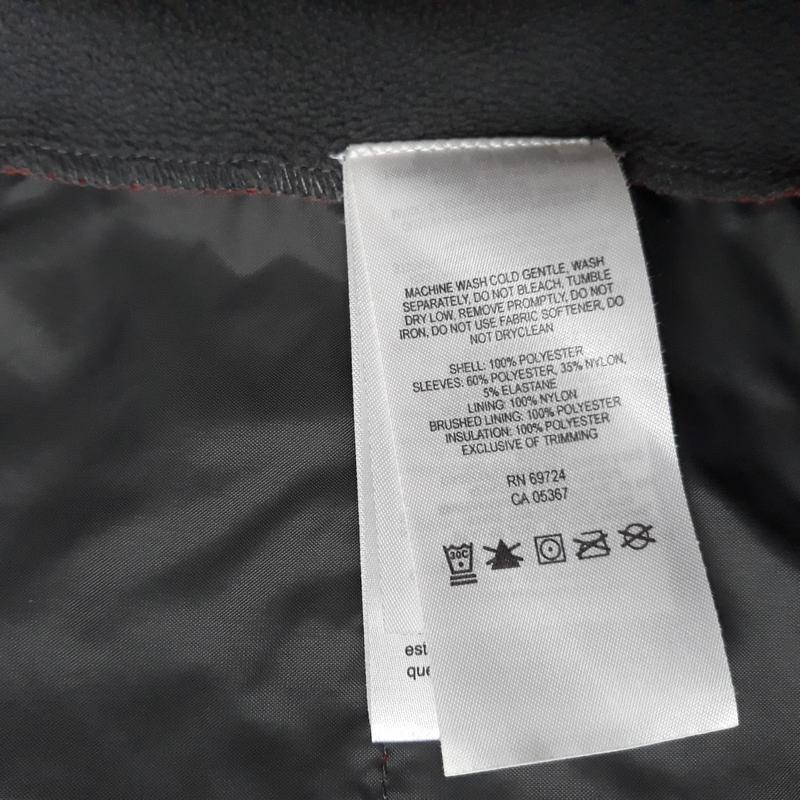 MACHINE WASH COLD GENTLE, WASH
SEPARATELY, DO NOT BLEACH, TUMBLE
DRY LOW, REMOVE PROMPTLY, DO NOT
IRON, DO NOT USE FABRIC SOFTENER, DO
NOT DRYCLEAN
SHELL: 100% POLYESTER
SLEEVES: 60% POLYESTER, 35% NYLON,
5% ELASTANE
LINING: 100% NYLON
BRUSHED LINING: 100% POLYESTER
INSULATION: 100% POLYESTER
EXCLUSIVE OF TRIMMING
RN 69724
CA 05367
30C
est
que